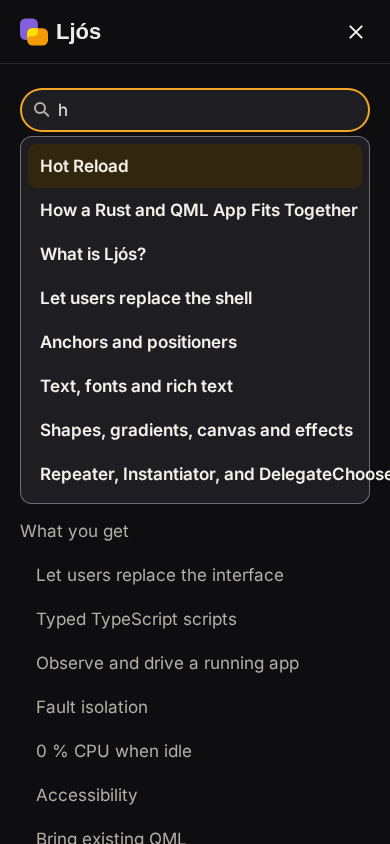 Ljós
h
Hot Reload
How a Rust and QML App Fits Together
What is Ljós?
Let users replace the shell
Anchors and positioners
Text, fonts and rich text
Shapes, gradients, canvas and effects
Repeater, Instantiator, and DelegateChoose
What you get
Let users replace the interface
Typed TypeScript scripts
Observe and drive a running app
Fault isolation
0 % CPU when idle
Accessibility
Bring existing QML